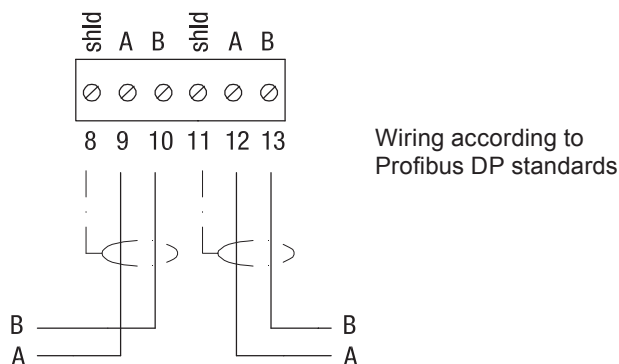 shld A B shld A B
8 9 10 11 12 13
Wiring according to
Profibus DP standards
B B
A A